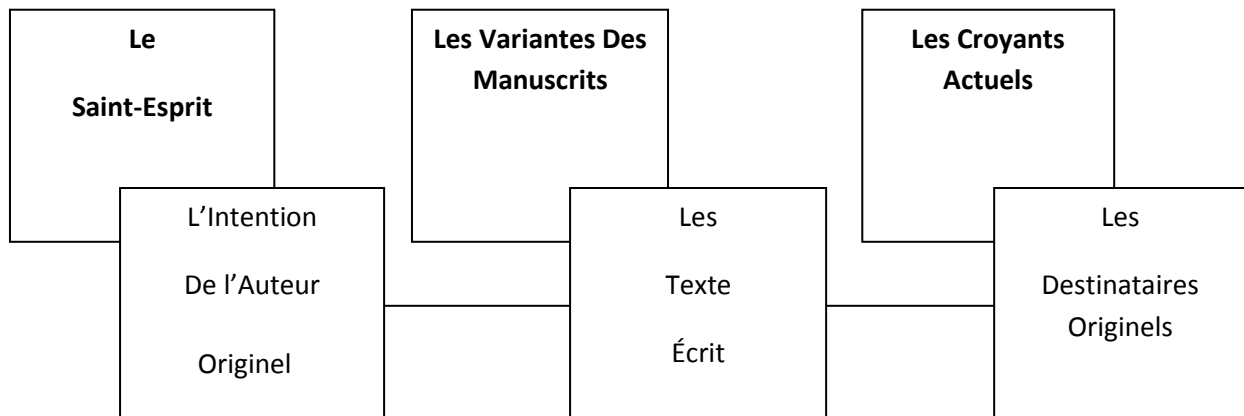 Le
Saint-Esprit
Les Variantes Des
Manuscrits
Les Croyants
Actuels
L’Intention
De l’Auteur
Originel
Les
Texte
Écrit
Les
Destinataires
Originels